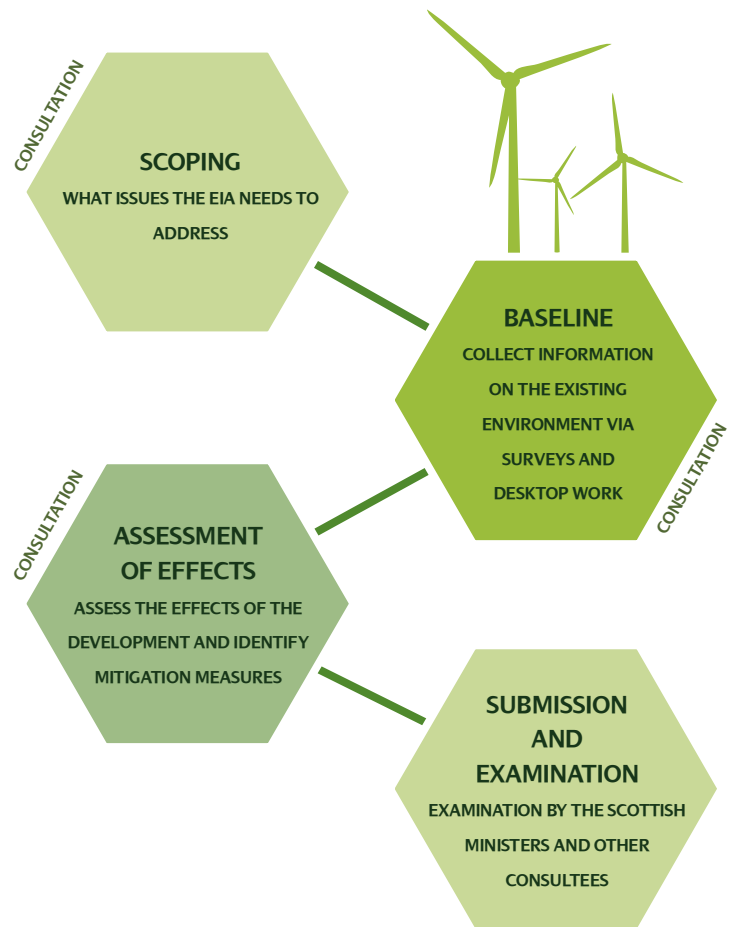 CONSULTATION
SCOPING
WHAT ISSUES THE EIA NEEDS TO
ADDRESS
BASELINE
COLLECT INFORMATION
ON THE EXISTING
ENVIRONMENT VIA
SURVEYS AND
DESKTOP WORK
CONSULTATION
CONSULTATION
ASSESSMENT
OF EFFECTS
ASSESS THE EFFECTS OF THE
DEVELOPMENT AND IDENTIFY
MITIGATION MEASURES
SUBMISSION
AND
EXAMINATION
EXAMINATION BY THE SCOTTISH
MINISTERS AND OTHER
CONSULTEES